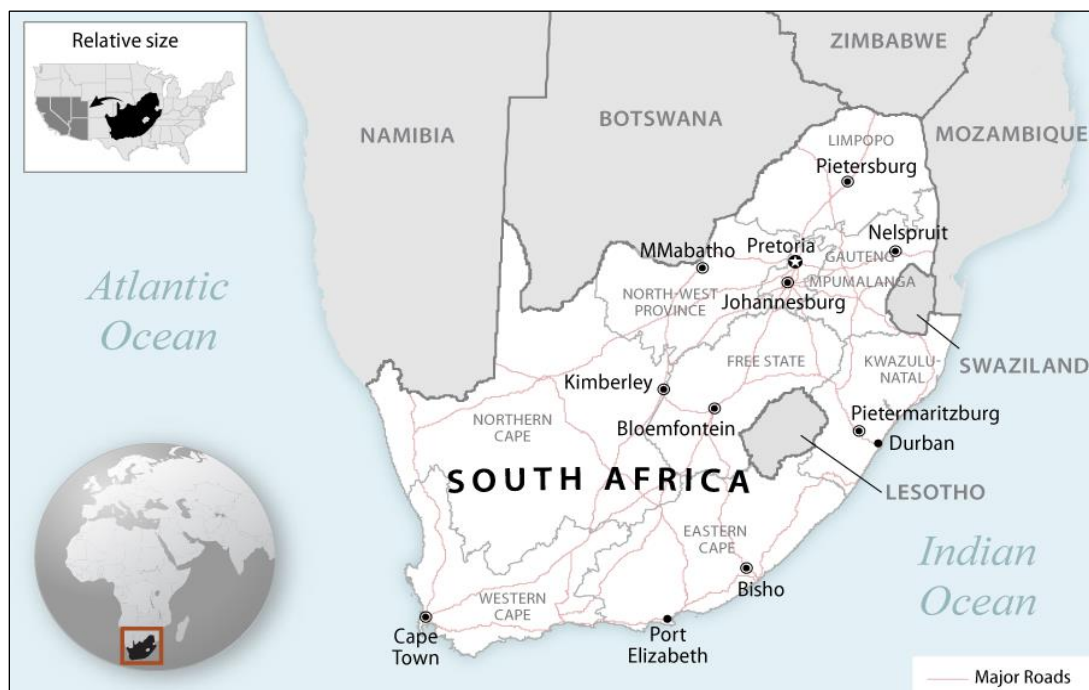 Relative size
ZIMBABWE
NAMIBIA
BOTSWANA
MOZAMBIQUE
LIMPOPO
Pietersburg
Nelspruit
MMabatho
Pretoria
GAUTENG
MPUMALANGA
Johannesburg
NORTH-WEST
PROVINCE
Atlantic
Ocean
SWAZILAND
FREE STATE
KWAZULU-
NATAL
Kimberley
Bloemfontein
Pietermaritzburg
Durban
NORTHERN
CAPE
SOUTH AFRICA
LESOTHO
EASTERN
CAPE
Indian
Ocean
Bisho
WESTERN
CAPE
Cape
Town
Port
Elizabeth
Major Roads